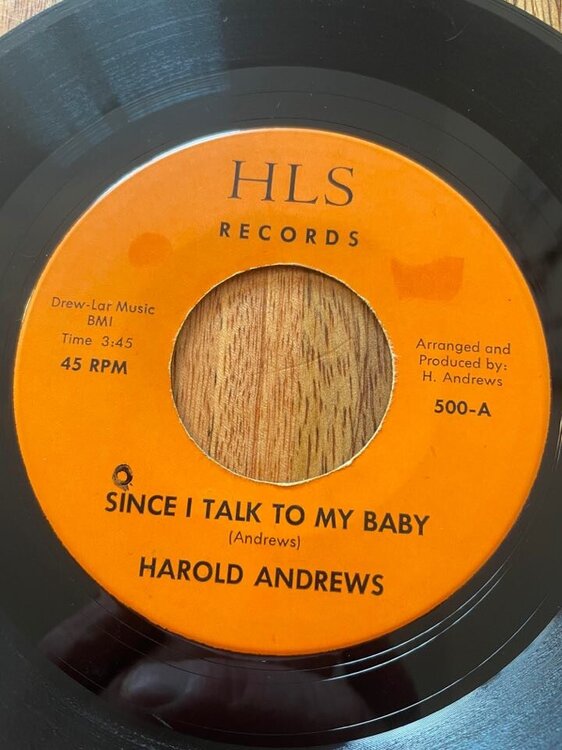 HLS
RECORDS
Drew-Lar Music
BMI
Time 3:45
45 RPM
Arranged and
Produced by:
H. Andrews
500-A
SINCE I TALK TO MY BABY
(Andrews)
HAROLD ANDREWS